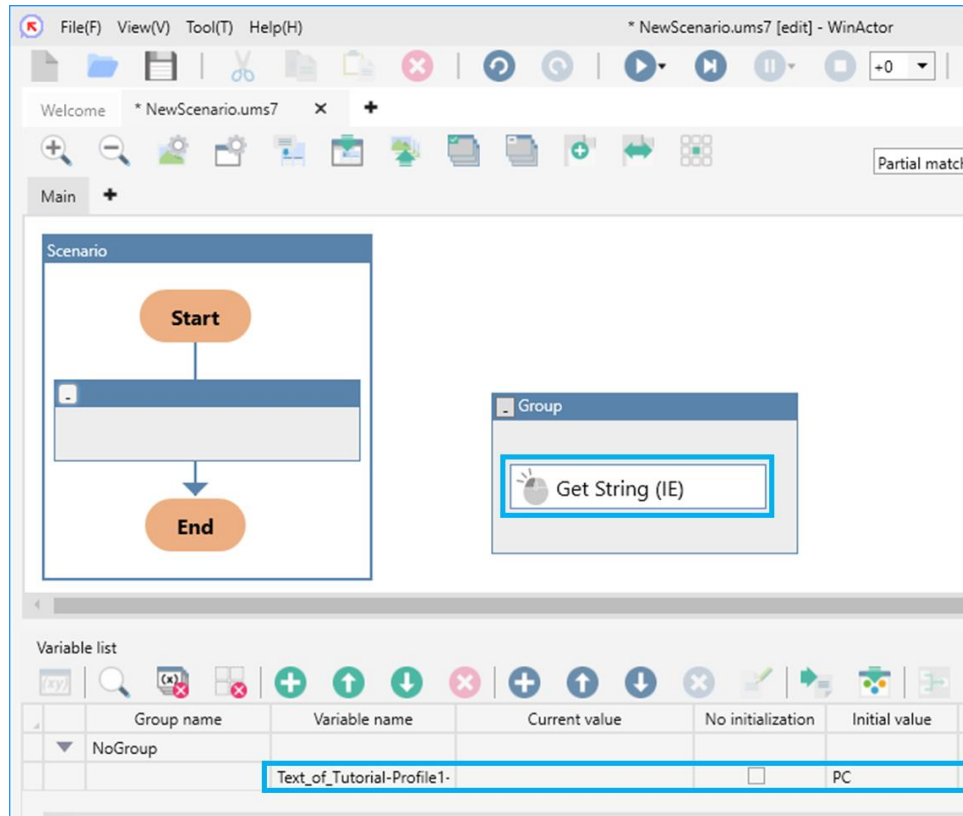 File(F) View(V) Tool(T) Help(H) * NewScenario.ums7 [edit] - WinActor
+0
Welcome * NewScenario.ums7
Partial match
Main
Scenario
Start
Group
Get String (IE)
End
Variable list
Group name Variable name Current value No initialization Initial value
NoGroup
Text_of_Tutorial-Profile1- PC